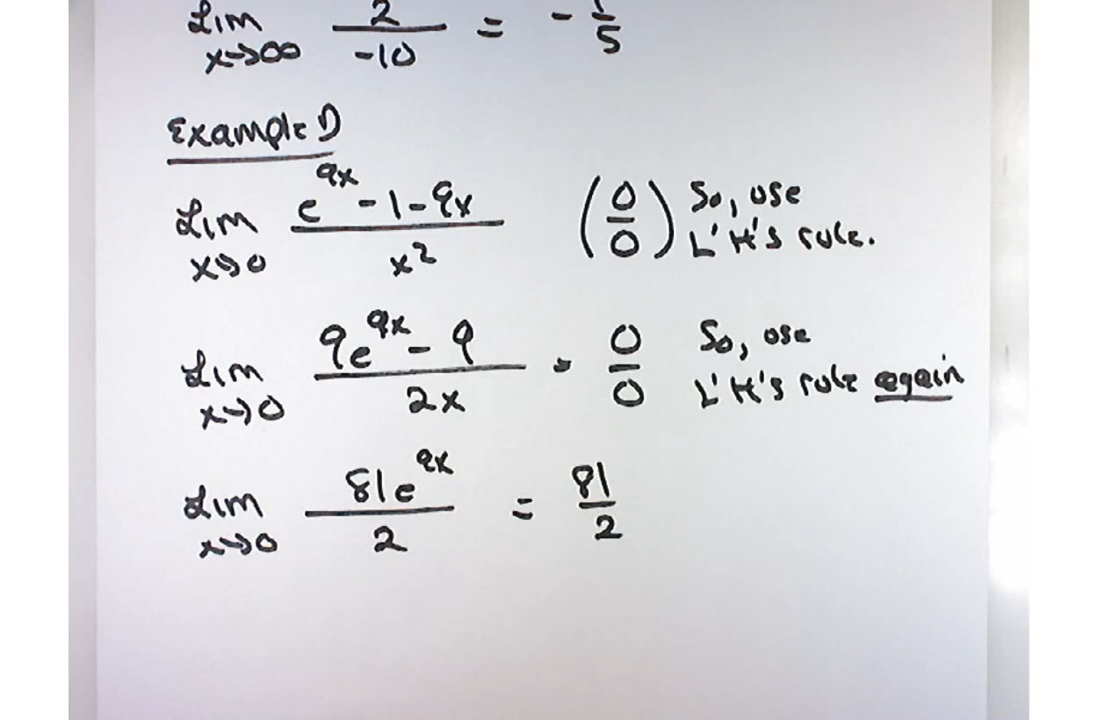 Lim x→∞ 2/-10 = -1/5
Example D
Lim x→0 (e^(9x) - 1 - 9x)/x² (0/0) So, use L'H's rule.
Lim x→0 (9e^(9x) - 9)/2x = 0/0 So, use L'H's rule again
Lim x→0 81e^(9x)/2 = 81/2